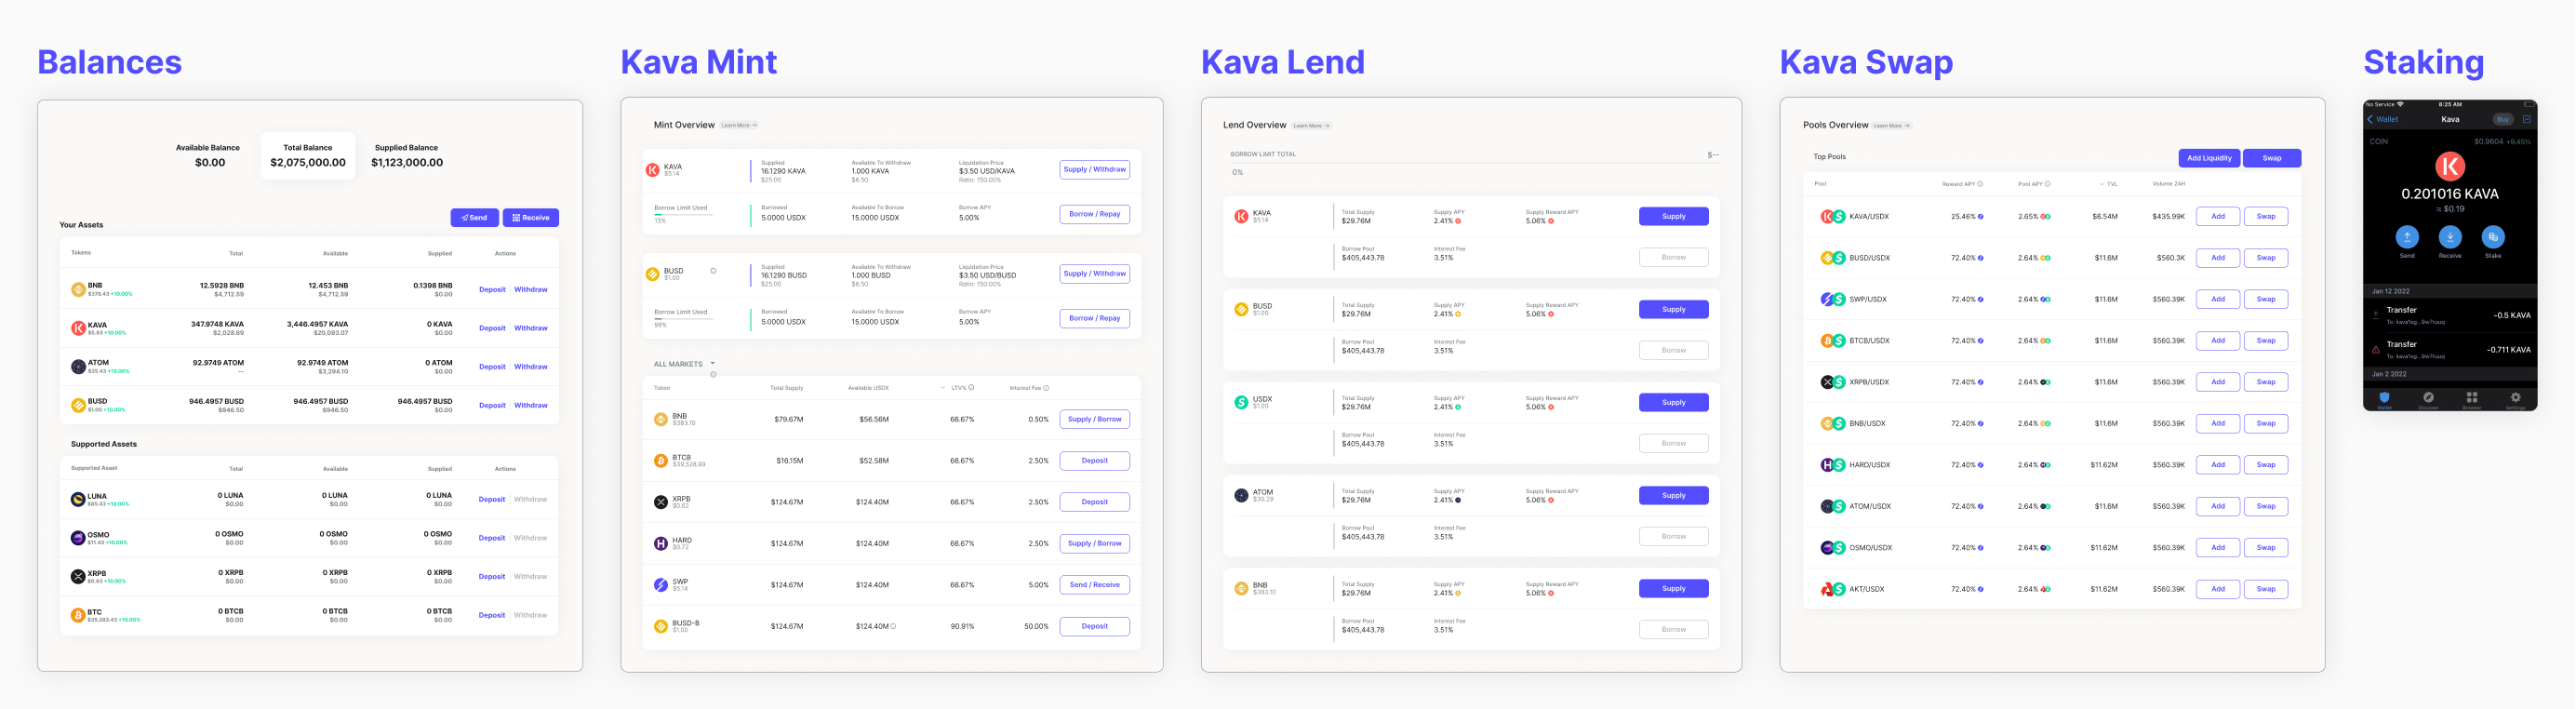 Balances
Available Balance
$0.00
Total Balance
$2,075,000.00
Supplied Balance
$1,123,000.00
Send
Receive
Your Assets
Tokens Total Available Supplied Actions
BNB 12.5928 BNB 12.453 BNB 0.1398 BNB Deposit Withdraw
$378.43 +10.00% $4,712.59 $4,712.59 $0.00
KAVA 347.9748 KAVA 3,446.4957 KAVA 0 KAVA Deposit Withdraw
$5.83 +10.00% $2,028.69 $20,093.07 $0.00
ATOM 92.9749 ATOM 92.9749 ATOM 0 ATOM Deposit Withdraw
$35.43 +10.00% -- $3,294.10 $0.00
BUSD 946.4957 BUSD 946.4957 BUSD 946.4957 BUSD Deposit Withdraw
$1.00 +10.00% $946.50 $946.50 $0.00
Supported Assets
Supported Asset Total Available Supplied Actions
LUNA 0 LUNA 0 LUNA 0 LUNA Deposit Withdraw
$85.43 +10.00% $0.00 $0.00 $0.00
OSMO 0 OSMO 0 OSMO 0 OSMO Deposit Withdraw
$11.43 +10.00% $0.00 $0.00 $0.00
XRPB 0 XRPB 0 XRPB 0 XRPB Deposit Withdraw
$0.83 +10.00% $0.00 $0.00 $0.00
BTC 0 BTCB 0 BTCB 0 BTCB Deposit Withdraw
$35,383.43 +10.00% $0.00 $0.00 $0.00
Kava Mint
Mint Overview Learn More →
KAVA
$5.14
Supplied Available To Withdraw Liquidation Price
16.1290 KAVA 1.000 KAVA $3.50 USD/KAVA
$25.00 $6.50 Ratio: 150.00%
Supply / Withdraw
Borrow Limit Used
13%
Borrowed Available To Borrow Borrow APY
5.0000 USDX 15.0000 USDX 5.00%
Borrow / Repay
BUSD
$1.00
Supplied Available To Withdraw Liquidation Price
16.1290 BUSD 1.000 BUSD $3.50 USD/BUSD
$25.00 $6.50 Ratio: 150.00%
Supply / Withdraw
Borrow Limit Used
96%
Borrowed Available To Borrow Borrow APY
5.0000 USDX 15.0000 USDX 5.00%
Borrow / Repay
ALL MARKETS
Token Total Supply Available USDX LTV% Interest Fee
BNB $79.67M $56.56M 66.67% 0.50% Supply / Borrow
$383.10
BTCB $16.15M $52.58M 66.67% 2.50% Deposit
$39,528.99
XRPB $124.67M $124.40M 66.67% 2.50% Deposit
$0.62
HARD $124.67M $124.40M 66.67% 2.50% Supply / Borrow
$0.72
SWP $124.67M $124.40M 66.67% 5.00% Send / Receive
$5.14
BUSD-B $124.67M $124.40M 90.91% 50.00% Deposit
$1.00
Kava Lend
Lend Overview Learn More →
BORROW LIMIT TOTAL $--
0%
KAVA
$5.14
Total Supply Supply APY Supply Reward APY
$29.76M 2.41% 5.06%
Supply
Borrow Pool Interest Fee
$405,443.78 3.51%
Borrow
BUSD
$1.00
Total Supply Supply APY Supply Reward APY
$29.76M 2.41% 5.06%
Supply
Borrow Pool Interest Fee
$405,443.78 3.51%
Borrow
USDX
$1.00
Total Supply Supply APY Supply Reward APY
$29.76M 2.41% 5.06%
Supply
Borrow Pool Interest Fee
$405,443.78 3.51%
Borrow
ATOM
$39.29
Total Supply Supply APY Supply Reward APY
$29.76M 2.41% 5.06%
Supply
Borrow Pool Interest Fee
$405,443.78 3.51%
Borrow
BNB
$383.10
Total Supply Supply APY Supply Reward APY
$29.76M 2.41% 5.06%
Supply
Borrow Pool Interest Fee
$405,443.78 3.51%
Borrow
Kava Swap
Pools Overview Learn More →
Top Pools
Add Liquidity
Swap
Pool Reward APY Pool APY TVL Volume 24H
KAVA/USDX 25.46% 2.65% $6.54M $435.99K Add Swap
BUSD/USDX 72.40% 2.64% $11.6M $560.3K Add Swap
SWP/USDX 72.40% 2.64% $11.6M $560.39K Add Swap
BTCB/USDX 72.40% 2.64% $11.6M $560.39K Add Swap
XRPB/USDX 72.40% 2.64% $11.6M $560.39K Add Swap
BNB/USDX 72.40% 2.64% $11.6M $560.39K Add Swap
HARD/USDX 72.40% 2.64% $11.62M $560.39K Add Swap
ATOM/USDX 72.40% 2.64% $11.62M $560.39K Add Swap
OSMO/USDX 72.40% 2.64% $11.62M $560.39K Add Swap
AKT/USDX 72.40% 2.64% $11.62M $560.39K Add Swap
Staking
No Service 8:25 AM
Wallet Kava Buy
COIN $0.9604 +9.45%
0.201016 KAVA
≈ $0.19
Send Receive Stake
Jan 12 2022
Transfer -0.5 KAVA
Transfer -0.711 KAVA
Jan 2 2022
Wallet Discover Browser Settings